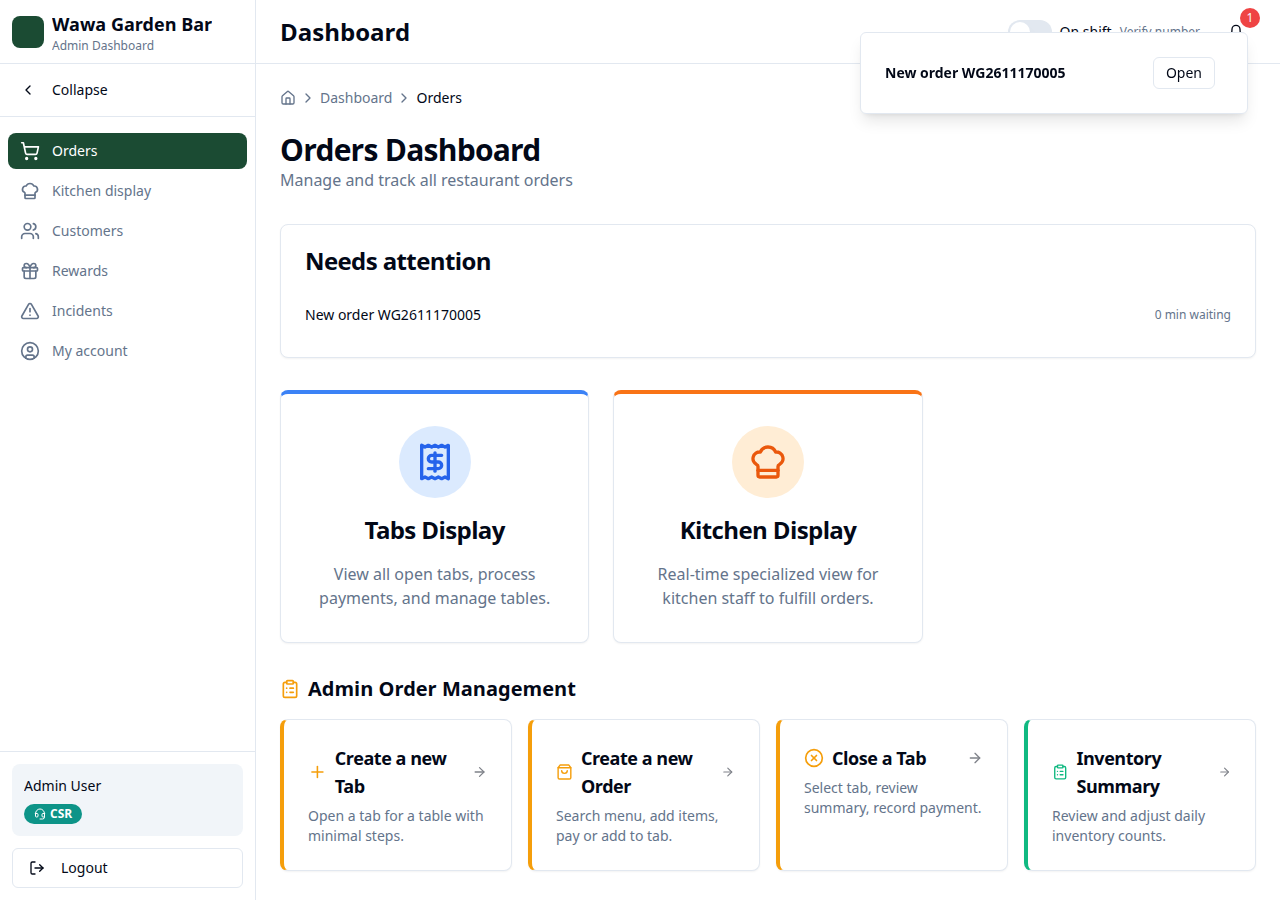 Wawa Garden Bar
Admin Dashboard
Collapse
Orders
Kitchen display
Customers
Rewards
Incidents
My account
Admin User
CSR
Logout
Dashboard
On shift Verify number
1
New order WG2611170005
Open
Dashboard
Orders
Orders Dashboard
Manage and track all restaurant orders
Needs attention
New order WG2611170005
0 min waiting
Tabs Display
View all open tabs, process
payments, and manage tables.
Kitchen Display
Real-time specialized view for
kitchen staff to fulfill orders.
Admin Order Management
Create a new
Tab
Open a tab for a table with
minimal steps.
Create a new
Order
Search menu, add items,
pay or add to tab.
Close a Tab
Select tab, review
summary, record payment.
Inventory
Summary
Review and adjust daily
inventory counts.